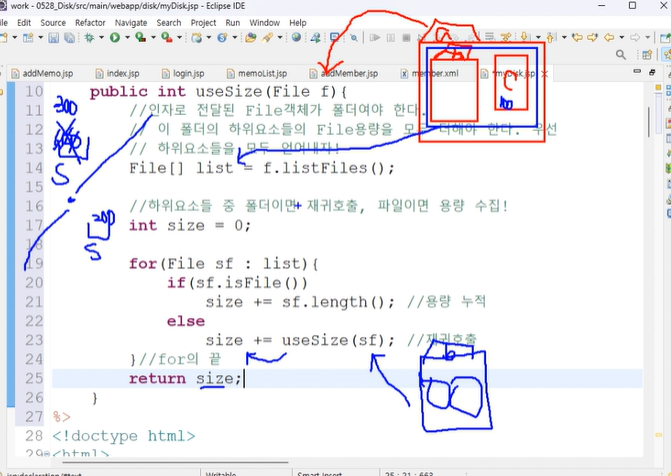 work - 0528_Disk/src/main/webapp/disk/myDisk.jsp - Eclipse IDE
File Edit Source Refactor Navigate Search Project Run Window Help
addMemo.jsp index.jsp login.jsp memoList.jsp addMember.jsp member.xml
10 public int useSize(File f){
11 //인자로 전달된 File객체가 폴더여야 한다.
12 // 이 폴더의 하위요소들의 File용량을 모두 더해야 한다. 우선
13 // 하위요소들을 모두 얻어내자!
14 File[] list = f.listFiles();
15
16 //하위요소들 중 폴더이면 재귀호출, 파일이면 용량 수집!
17 int size = 0;
18
19 for(File sf : list){
20 if(sf.isFile())
21 size += sf.length(); //용량 누적
22 else
23 size += useSize(sf); //재귀호출
24 }//for의 끝
25 return size;
26 }
27 %>
28 <!doctype html>
29 <html>
300
S
200
S
a
b
c
100
b
Writable Smart Insert 25 : 21 : 663